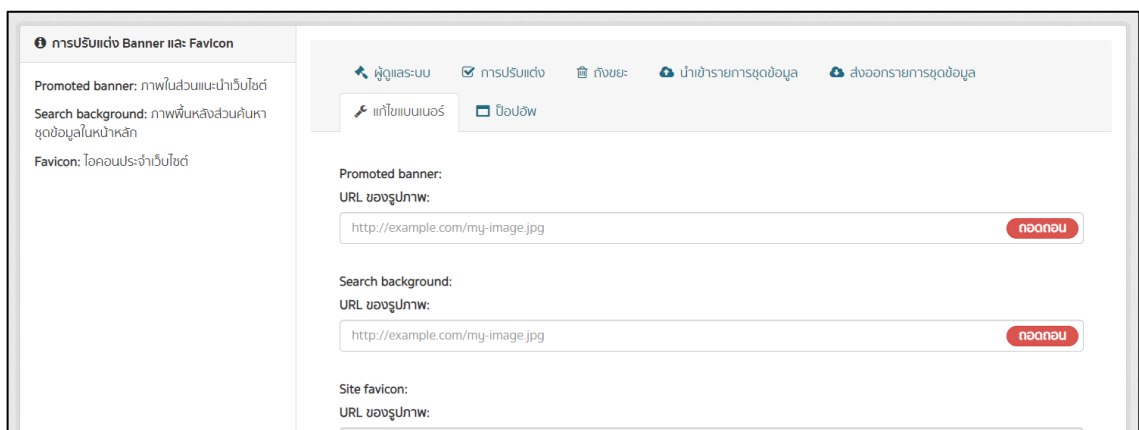 การปรับแต่ง Banner และ Favicon
Promoted banner: ภาพในส่วนแนะนำเว็บไซต์
Search background: ภาพพื้นหลังส่วนค้นหา
ชุดข้อมูลในหน้าหลัก
Favicon: ไอคอนประจำเว็บไซต์
ผู้ดูแลระบบ การปรับแต่ง ถังขยะ นำเข้ารายการชุดข้อมูล ส่งออกรายการชุดข้อมูล
แก้ไขแบนเนอร์ ป๊อปอัพ
Promoted banner:
URL ของรูปภาพ:
http://example.com/my-image.jpg ถอดถอน
Search background:
URL ของรูปภาพ:
http://example.com/my-image.jpg ถอดถอน
Site favicon:
URL ของรูปภาพ: